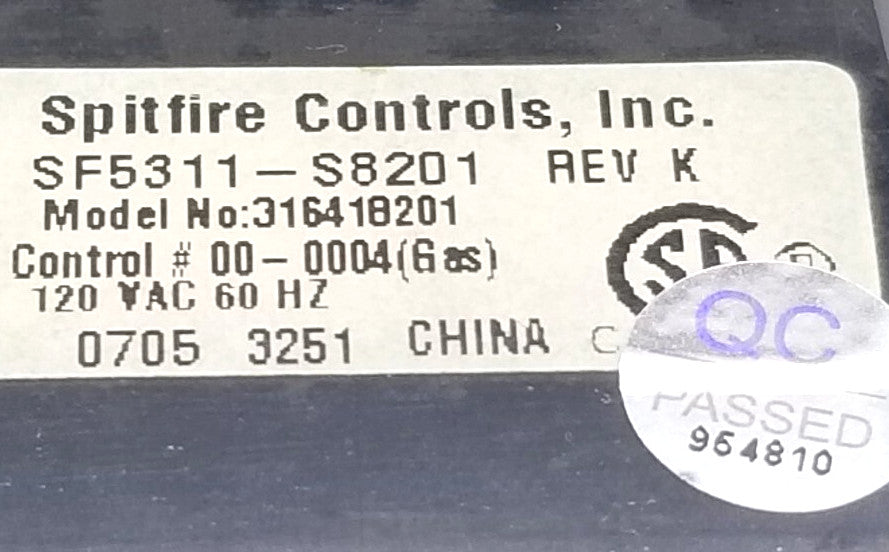 Spitfire Controls, Inc.
SF5311-S8201 REV K
Model No:316418201
Control # 00-0004(Gas)
120 VAC 60 HZ
0705 3251 CHINA C
QC
PASSED
954810